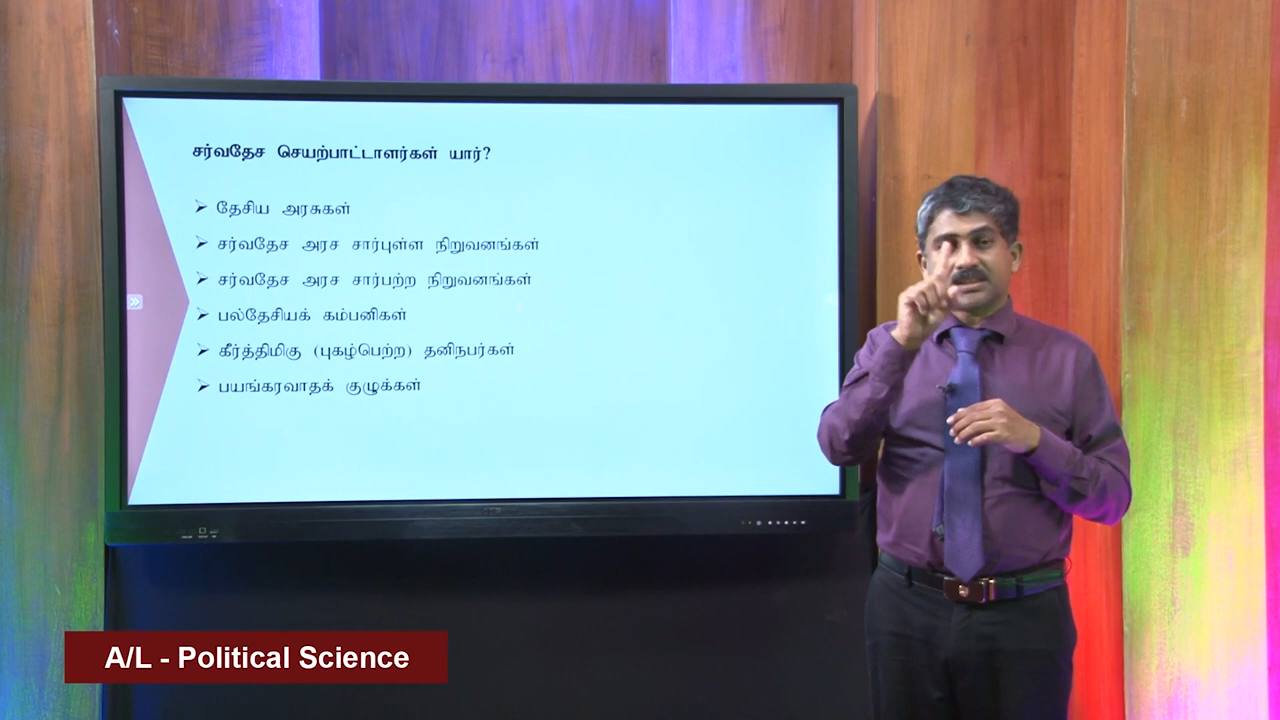 சர்வதேச செயற்பாட்டாளர்கள் யார்?
➢ தேசிய அரசுகள்
➢ சர்வதேச அரச சார்புள்ள நிறுவனங்கள்
➢ சர்வதேச அரச சார்பற்ற நிறுவனங்கள்
➢ பல்தேசியக் கம்பனிகள்
➢ கீர்த்திமிகு (புகழ்பெற்ற) தனிநபர்கள்
➢ பயங்கரவாதக் குழுக்கள்
A/L - Political Science